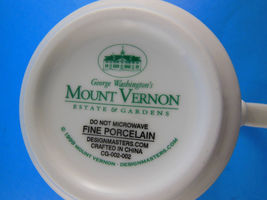 George Washington's
MOUNT VERNON
ESTATE & GARDENS
DO NOT MICROWAVE
FINE PORCELAIN
DESIGNMASTERS.COM
CRAFTED IN CHINA
CG-002-002
© 1999 MOUNT VERNON - DESIGNMASTERS.COM